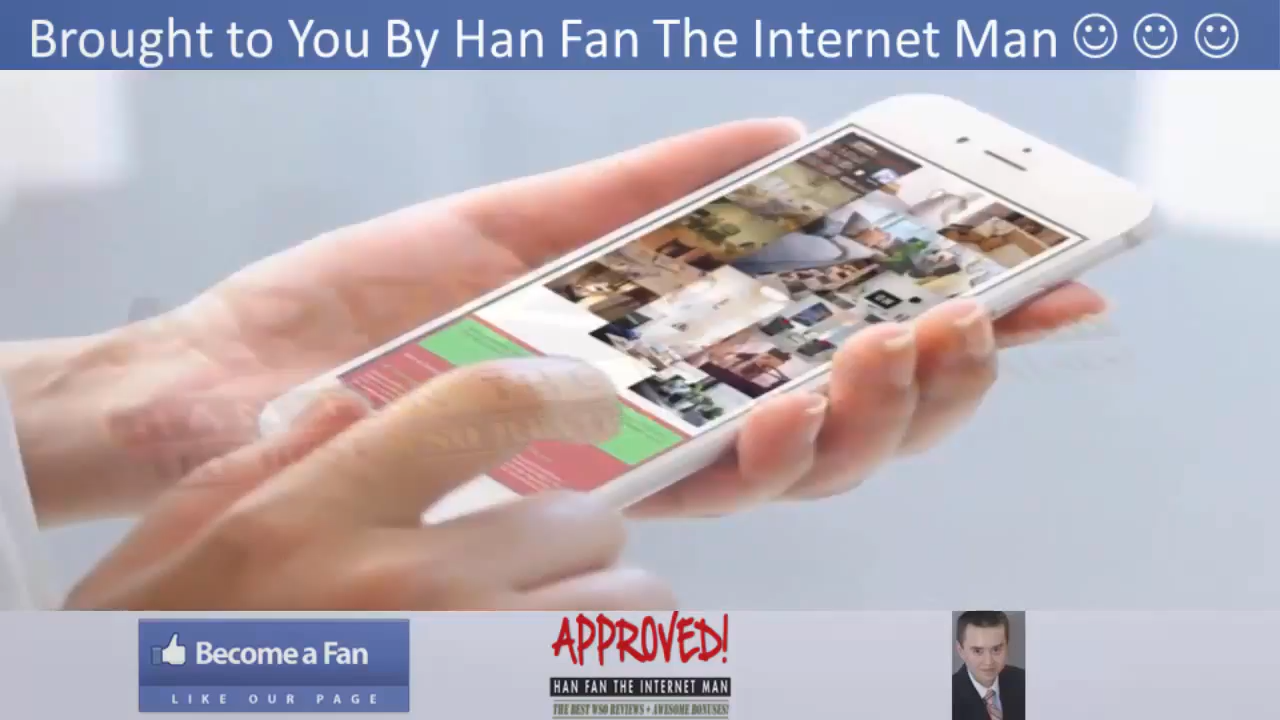 Brought to You By Han Fan The Internet Man ☺ ☺ ☺
Become a Fan
LIKE OUR PAGE
APPROVED!
HAN FAN THE INTERNET MAN
THE BEST WSO REVIEWS + AWESOME BONUSES!